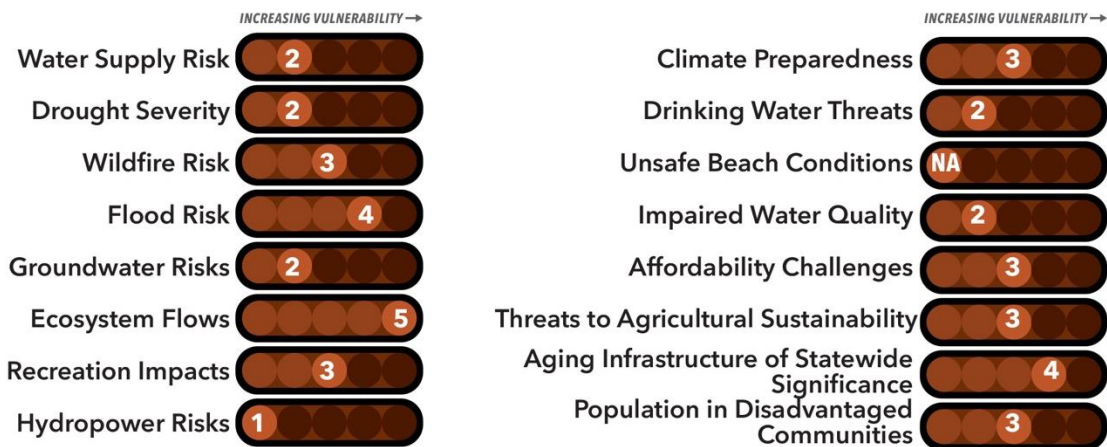 INCREASING VULNERABILITY →
Water Supply Risk 2
Drought Severity 2
Wildfire Risk 3
Flood Risk 4
Groundwater Risks 2
Ecosystem Flows 5
Recreation Impacts 3
Hydropower Risks 1
INCREASING VULNERABILITY →
Climate Preparedness 3
Drinking Water Threats 2
Unsafe Beach Conditions NA
Impaired Water Quality 2
Affordability Challenges 3
Threats to Agricultural Sustainability 3
Aging Infrastructure of Statewide
Significance 4
Population in Disadvantaged
Communities 3